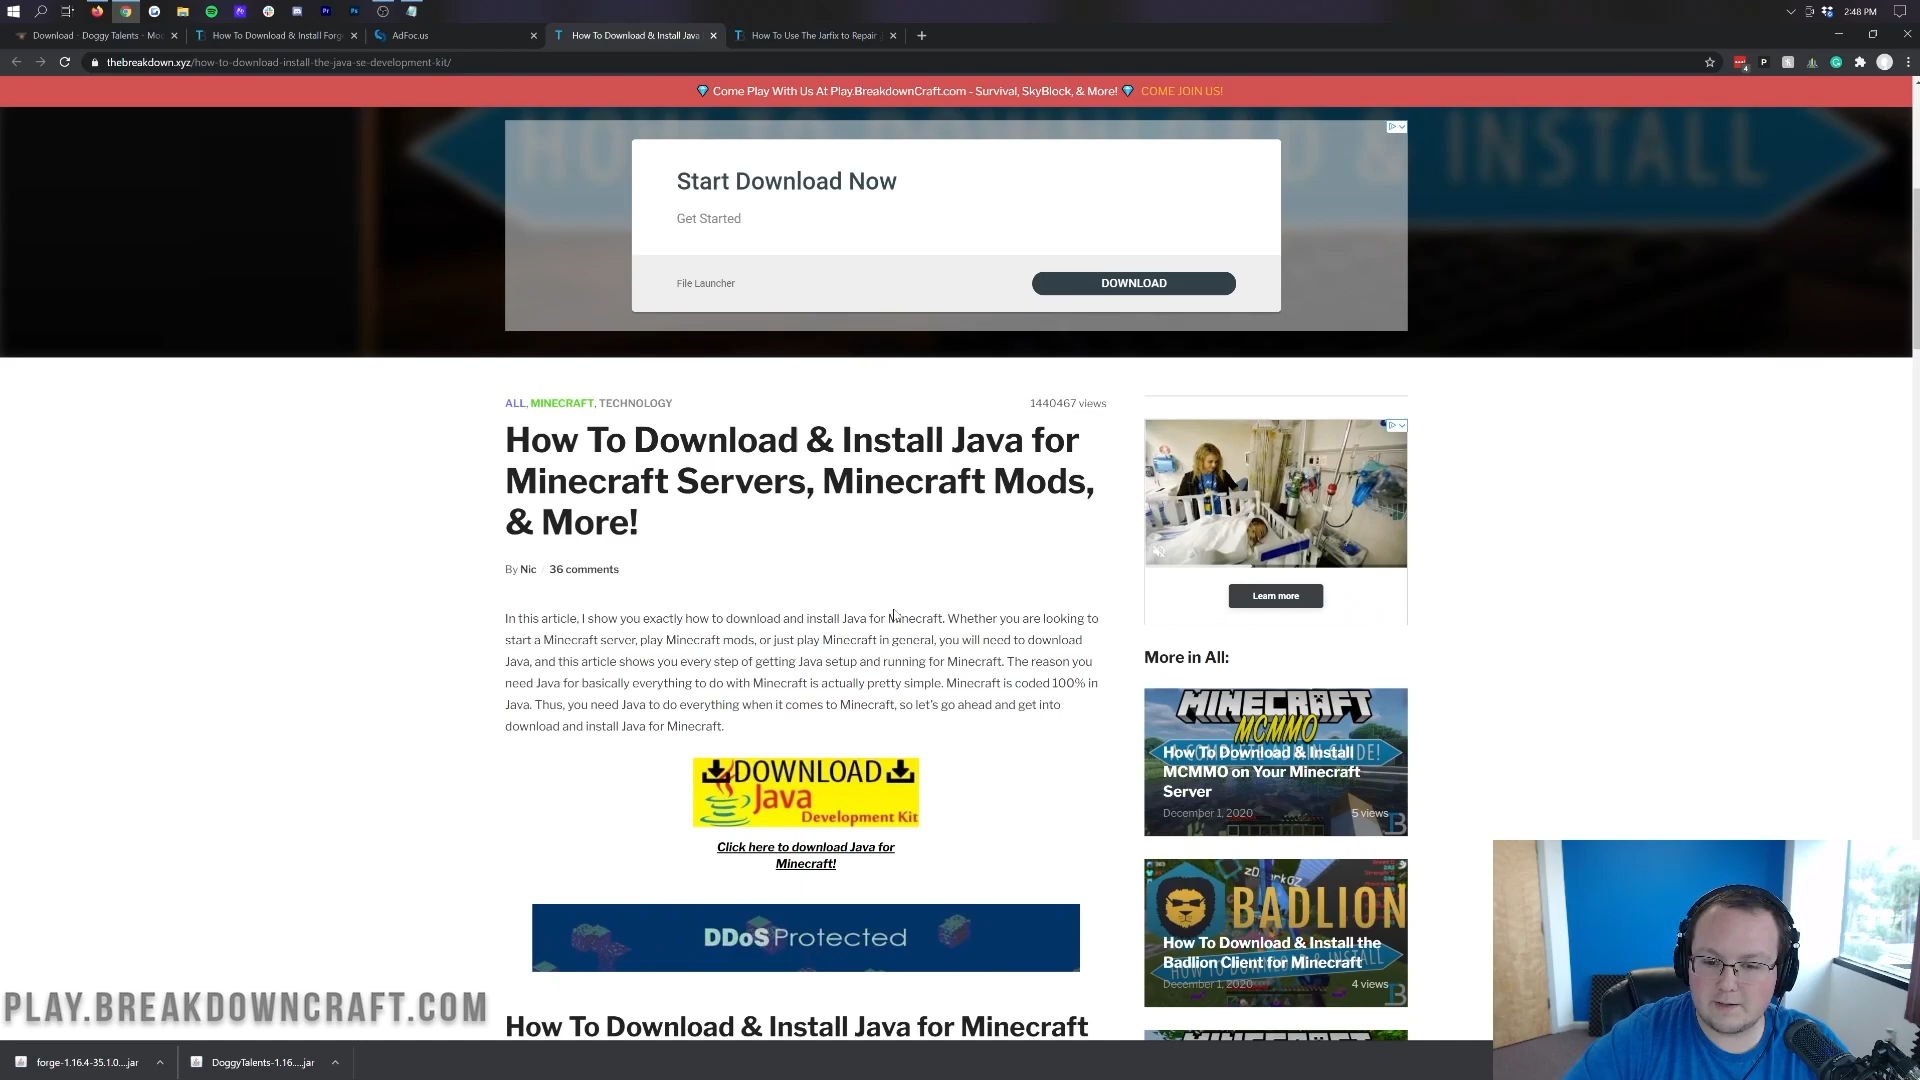 2:48 PM
Download - Doggy Talents - Mo
How To Download & Install Forg
AdFoc.us
How To Download & Install Java
How To Use The Jarfix to Repair
thebreakdown.xyz/how-to-download-install-the-java-se-development-kit/
Come Play With Us At Play.BreakdownCraft.com - Survival, SkyBlock, & More! COME JOIN US!
HOW TO DOWNLOAD & INSTALL
Start Download Now
Get Started
File Launcher
DOWNLOAD
ALL, MINECRAFT, TECHNOLOGY
1440467 views
How To Download & Install Java for
Minecraft Servers, Minecraft Mods,
& More!
By Nic / 36 comments
In this article, I show you exactly how to download and install Java for Minecraft. Whether you are looking to
start a Minecraft server, play Minecraft mods, or just play Minecraft in general, you will need to download
Java, and this article shows you every step of getting Java setup and running for Minecraft. The reason you
need Java for basically everything to do with Minecraft is actually pretty simple. Minecraft is coded 100% in
Java. Thus, you need Java to do everything when it comes to Minecraft, so let's go ahead and get into
download and install Java for Minecraft.
DOWNLOAD
Java
Development Kit
Click here to download Java for
Minecraft!
DDoS Protected
How To Download & Install Java for Minecraft
Learn more
More in All:
MINECRAFT
MCMMO
A COMPLETE ADMIN GUIDE!
How To Download & Install
MCMMO on Your Minecraft
Server
December 1, 2020
5 views
BADLION
How To Download & Install the
Badlion Client for Minecraft
December 1, 2020
4 views
PLAY.BREAKDOWNCRAFT.COM
forge-1.16.4-35.1.0....jar
DoggyTalents-1.16....jar